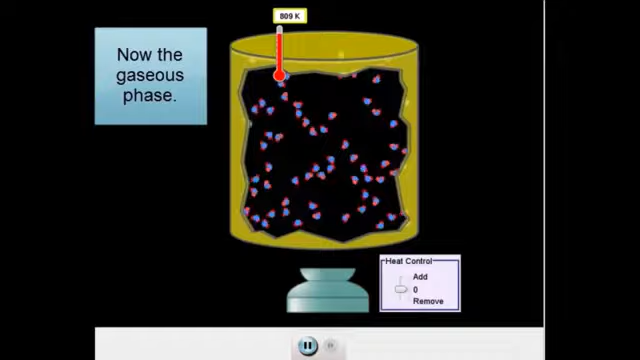 809 K
Now the
gaseous
phase.
Heat Control
Add
0
Remove